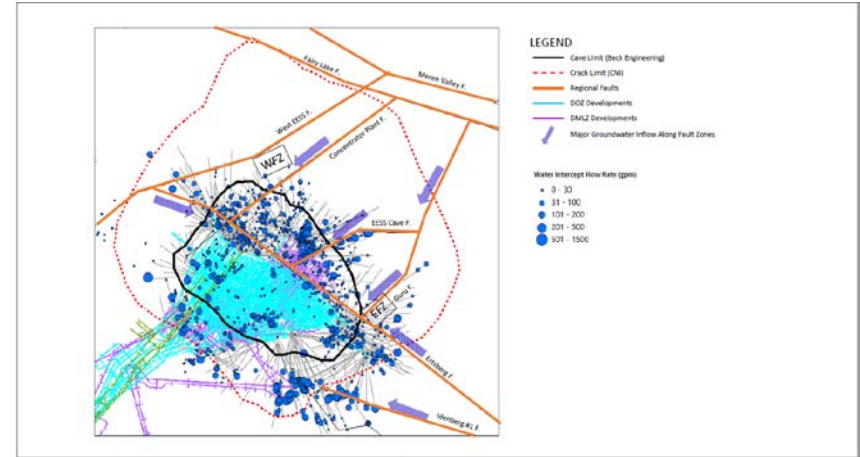 LEGEND
Cave Limit (Beck Engineering)
Crack Limit (CNI)
Regional Faults
DOZ Developments
DMLZ Developments
Major Groundwater Inflow Along Fault Zones
Water Intercept Flow Rate (gpm)
0 - 30
31 - 100
101 - 200
201 - 500
501 - 1500
Fairy Lake F.
Meren Valley F.
West EESS F.
Concentrator Plant F.
WFZ
EESS Cave F.
Guru F.
EFZ
Ertsberg F.
Idenberg #1 F.